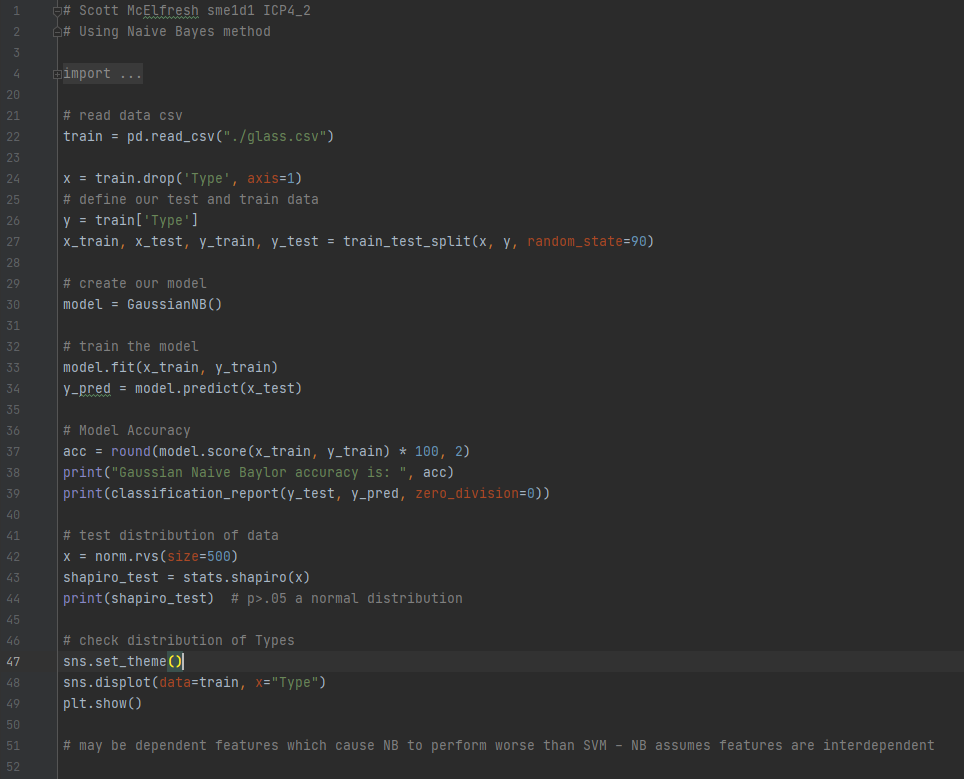 1 # Scott McElfresh sme1d1 ICP4_2
2 # Using Naive Bayes method
3
4 import ...
20
21 # read data csv
22 train = pd.read_csv("./glass.csv")
23
24 x = train.drop('Type', axis=1)
25 # define our test and train data
26 y = train['Type']
27 x_train, x_test, y_train, y_test = train_test_split(x, y, random_state=90)
28
29 # create our model
30 model = GaussianNB()
31
32 # train the model
33 model.fit(x_train, y_train)
34 y_pred = model.predict(x_test)
35
36 # Model Accuracy
37 acc = round(model.score(x_train, y_train) * 100, 2)
38 print("Gaussian Naive Baylor accuracy is: ", acc)
39 print(classification_report(y_test, y_pred, zero_division=0))
40
41 # test distribution of data
42 x = norm.rvs(size=500)
43 shapiro_test = stats.shapiro(x)
44 print(shapiro_test)  # p>.05 a normal distribution
45
46 # check distribution of Types
47 sns.set_theme()
48 sns.displot(data=train, x="Type")
49 plt.show()
50
51 # may be dependent features which cause NB to perform worse than SVM - NB assumes features are interdependent
52